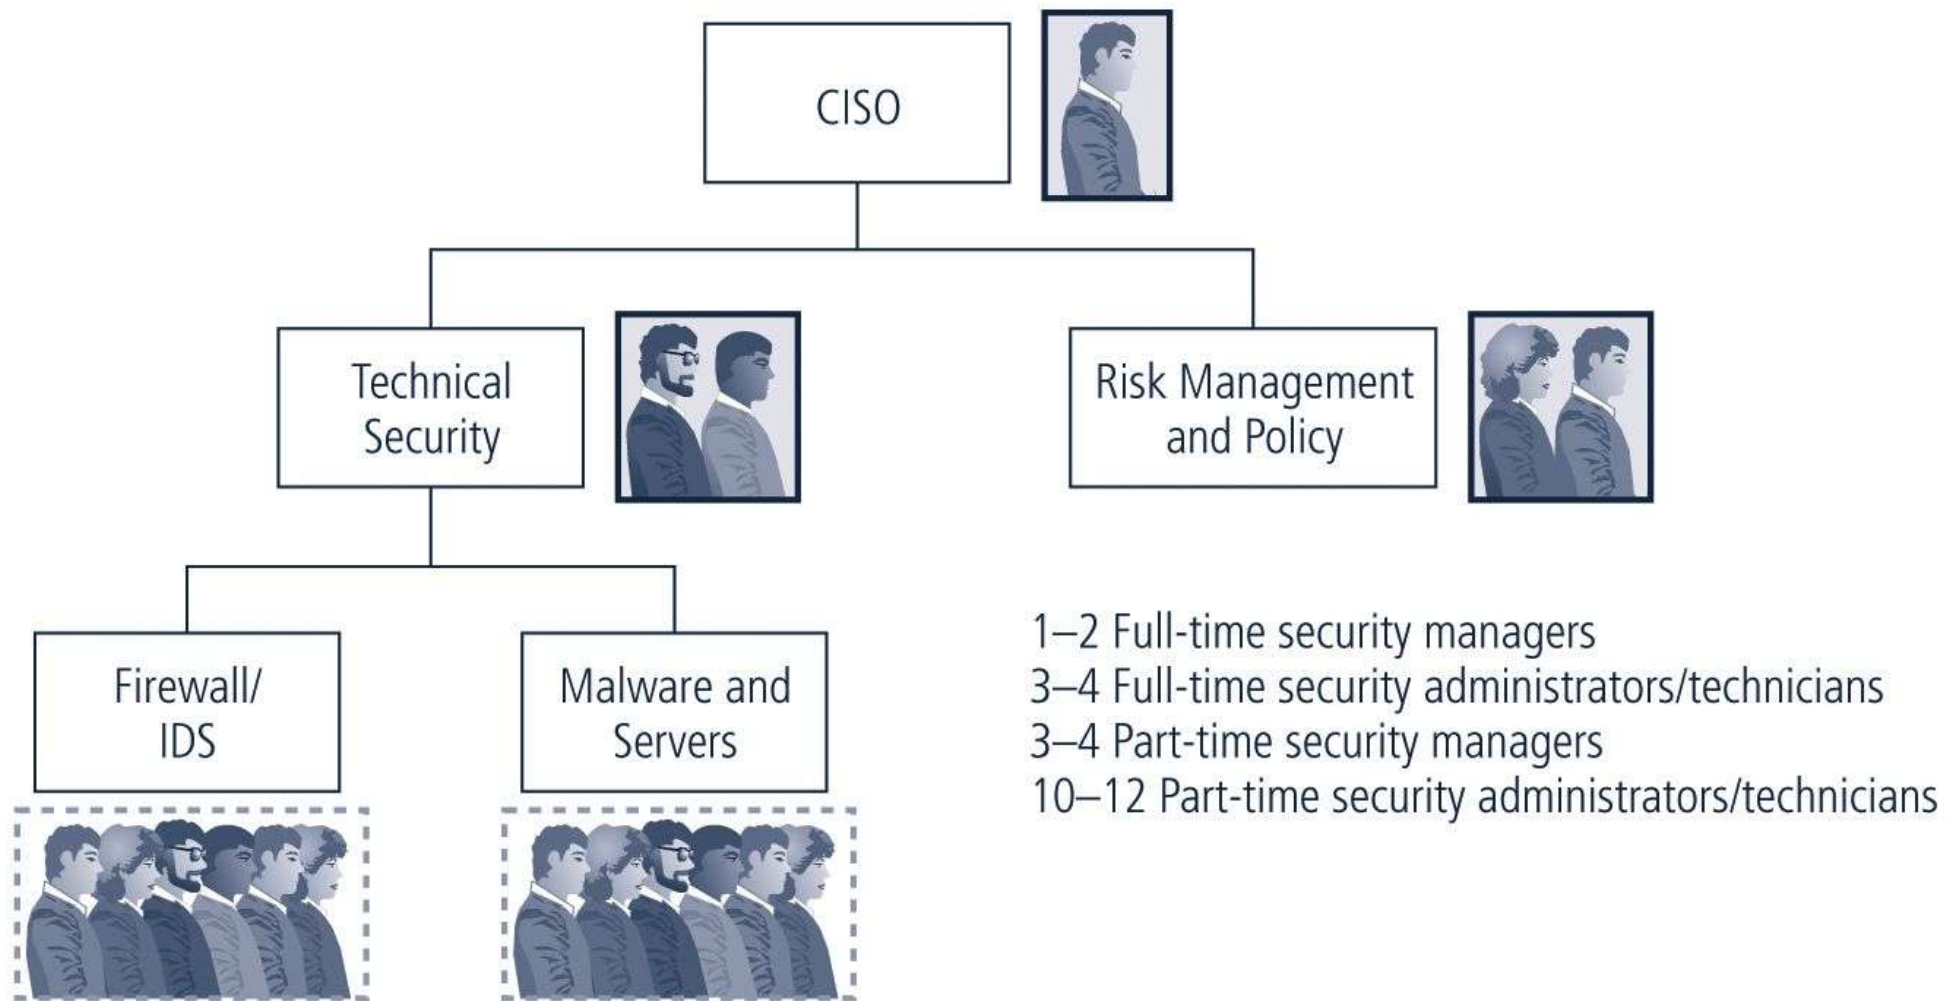 CISO
Technical
Security
Risk Management
and Policy
Firewall/
IDS
Malware and
Servers
1–2 Full-time security managers
3–4 Full-time security administrators/technicians
3–4 Part-time security managers
10–12 Part-time security administrators/technicians